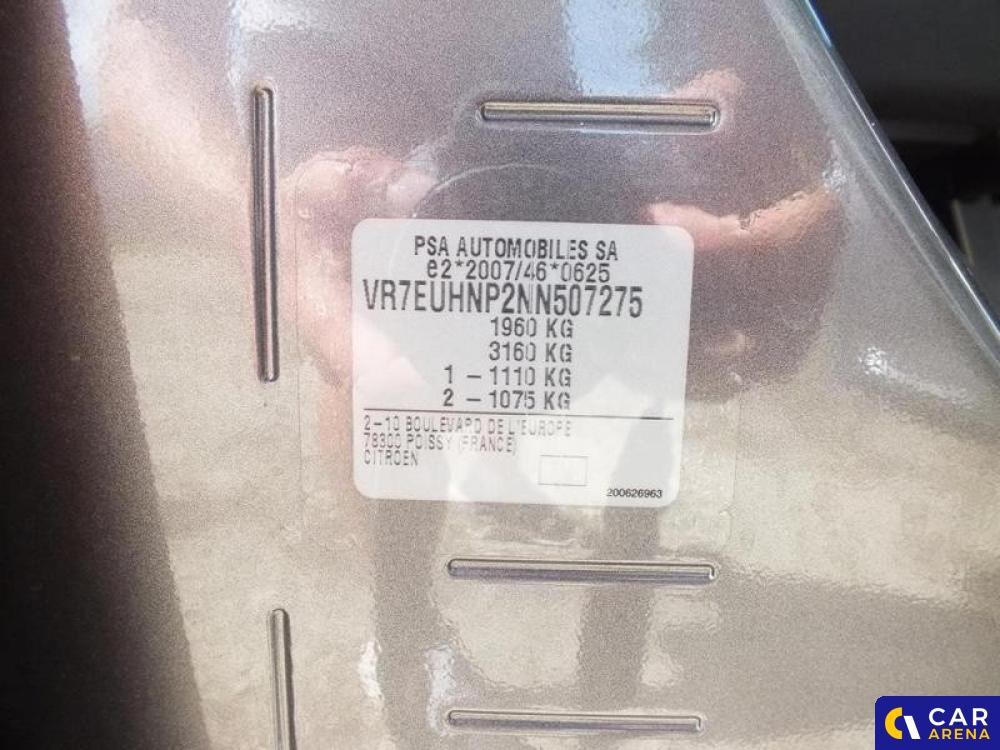 PSA AUTOMOBILES SA
e2*2007/46*0625
VR7EUHNP2NN507275
1960 KG
3160 KG
1 - 1110 KG
2 - 1075 KG
2-10 BOULEVARD DE L'EUROPE
78300 POISSY (FRANCE)
CITROEN
200626963
CAR
ARENA